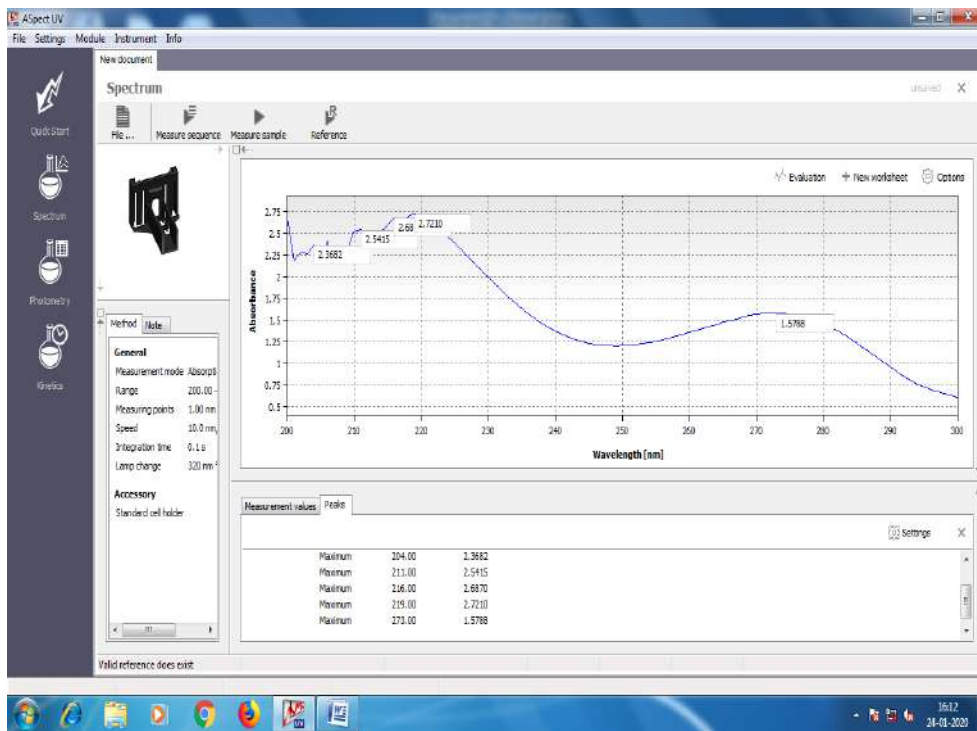 ASpect UV
File Settings Module Instrument Info
New document
Spectrum
unsaved X
Quick Start
File ... Measure sequence Measure sample Reference
Spectrum
Photometry
Kinetics
Evaluation + New worksheet Options
2.75
2.5
2.25
2
1.75
1.5
1.25
1
0.75
0.5
Absorbance
2.3682
2.5415
2.68
2.7210
1.5788
200 210 220 230 240 250 260 270 280 290 300
Wavelength [nm]
Method Note
General
Measurement mode Absorpti
Range 200.00 -
Measuring points 1.00 nm
Speed 10.0 nm,
Integration time 0.1 s
Lamp change 320 nm
Accessory
Standard cell holder
Measurement values Peaks
Settings X
Maximum 204.00 2.3682
Maximum 211.00 2.5415
Maximum 216.00 2.6870
Maximum 219.00 2.7210
Maximum 273.00 1.5788
Valid reference does exist
UV
16:12
24-01-2020